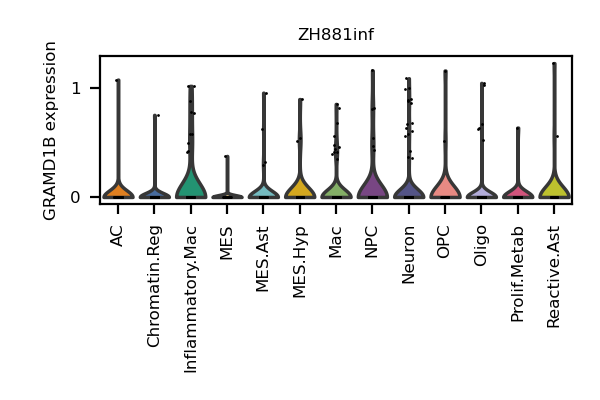 ZH881inf
GRAMD1B expression
1
0
AC
Chromatin.Reg
Inflammatory.Mac
MES
MES.Ast
MES.Hyp
Mac
NPC
Neuron
OPC
Oligo
Prolif.Metab
Reactive.Ast